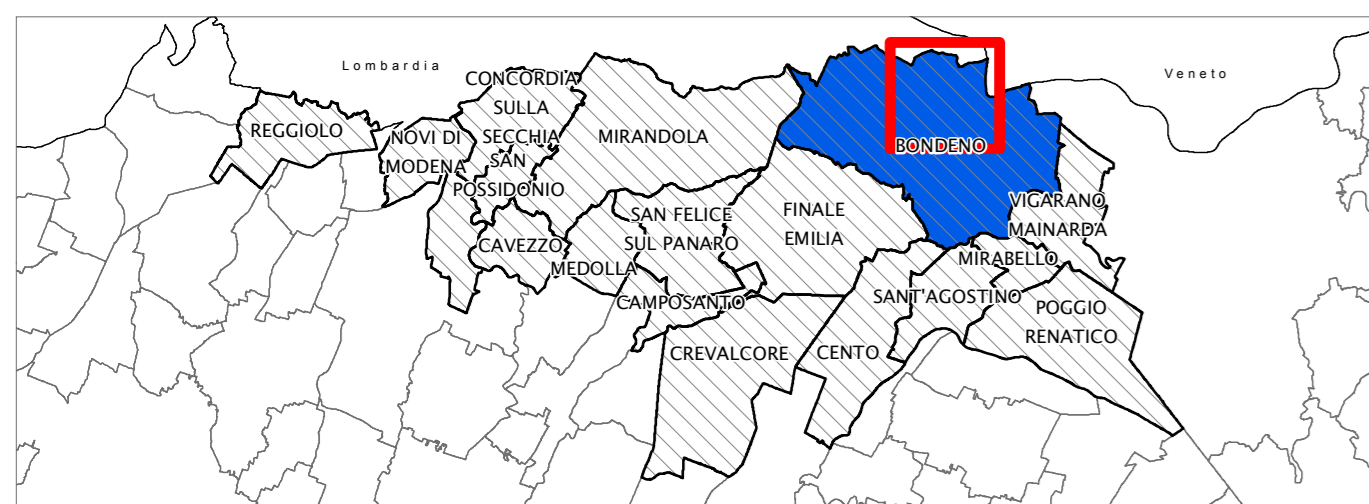 Lombardia
Veneto
CONCORDIA
SULLA
SECCHIA
REGGIOLO
NOVI DI
MODENA
MIRANDOLA
SAN
POSSIDONIO
BONDENO
SAN FELICE
SUL PANARO
FINALE
EMILIA
VIGARANO
MAINARDA
CAVEZZO
MEDOLLA
MIRABELLO
CAMPOSANTO
SANT'AGOSTINO
POGGIO
RENATICO
CREVALCORE
CENTO